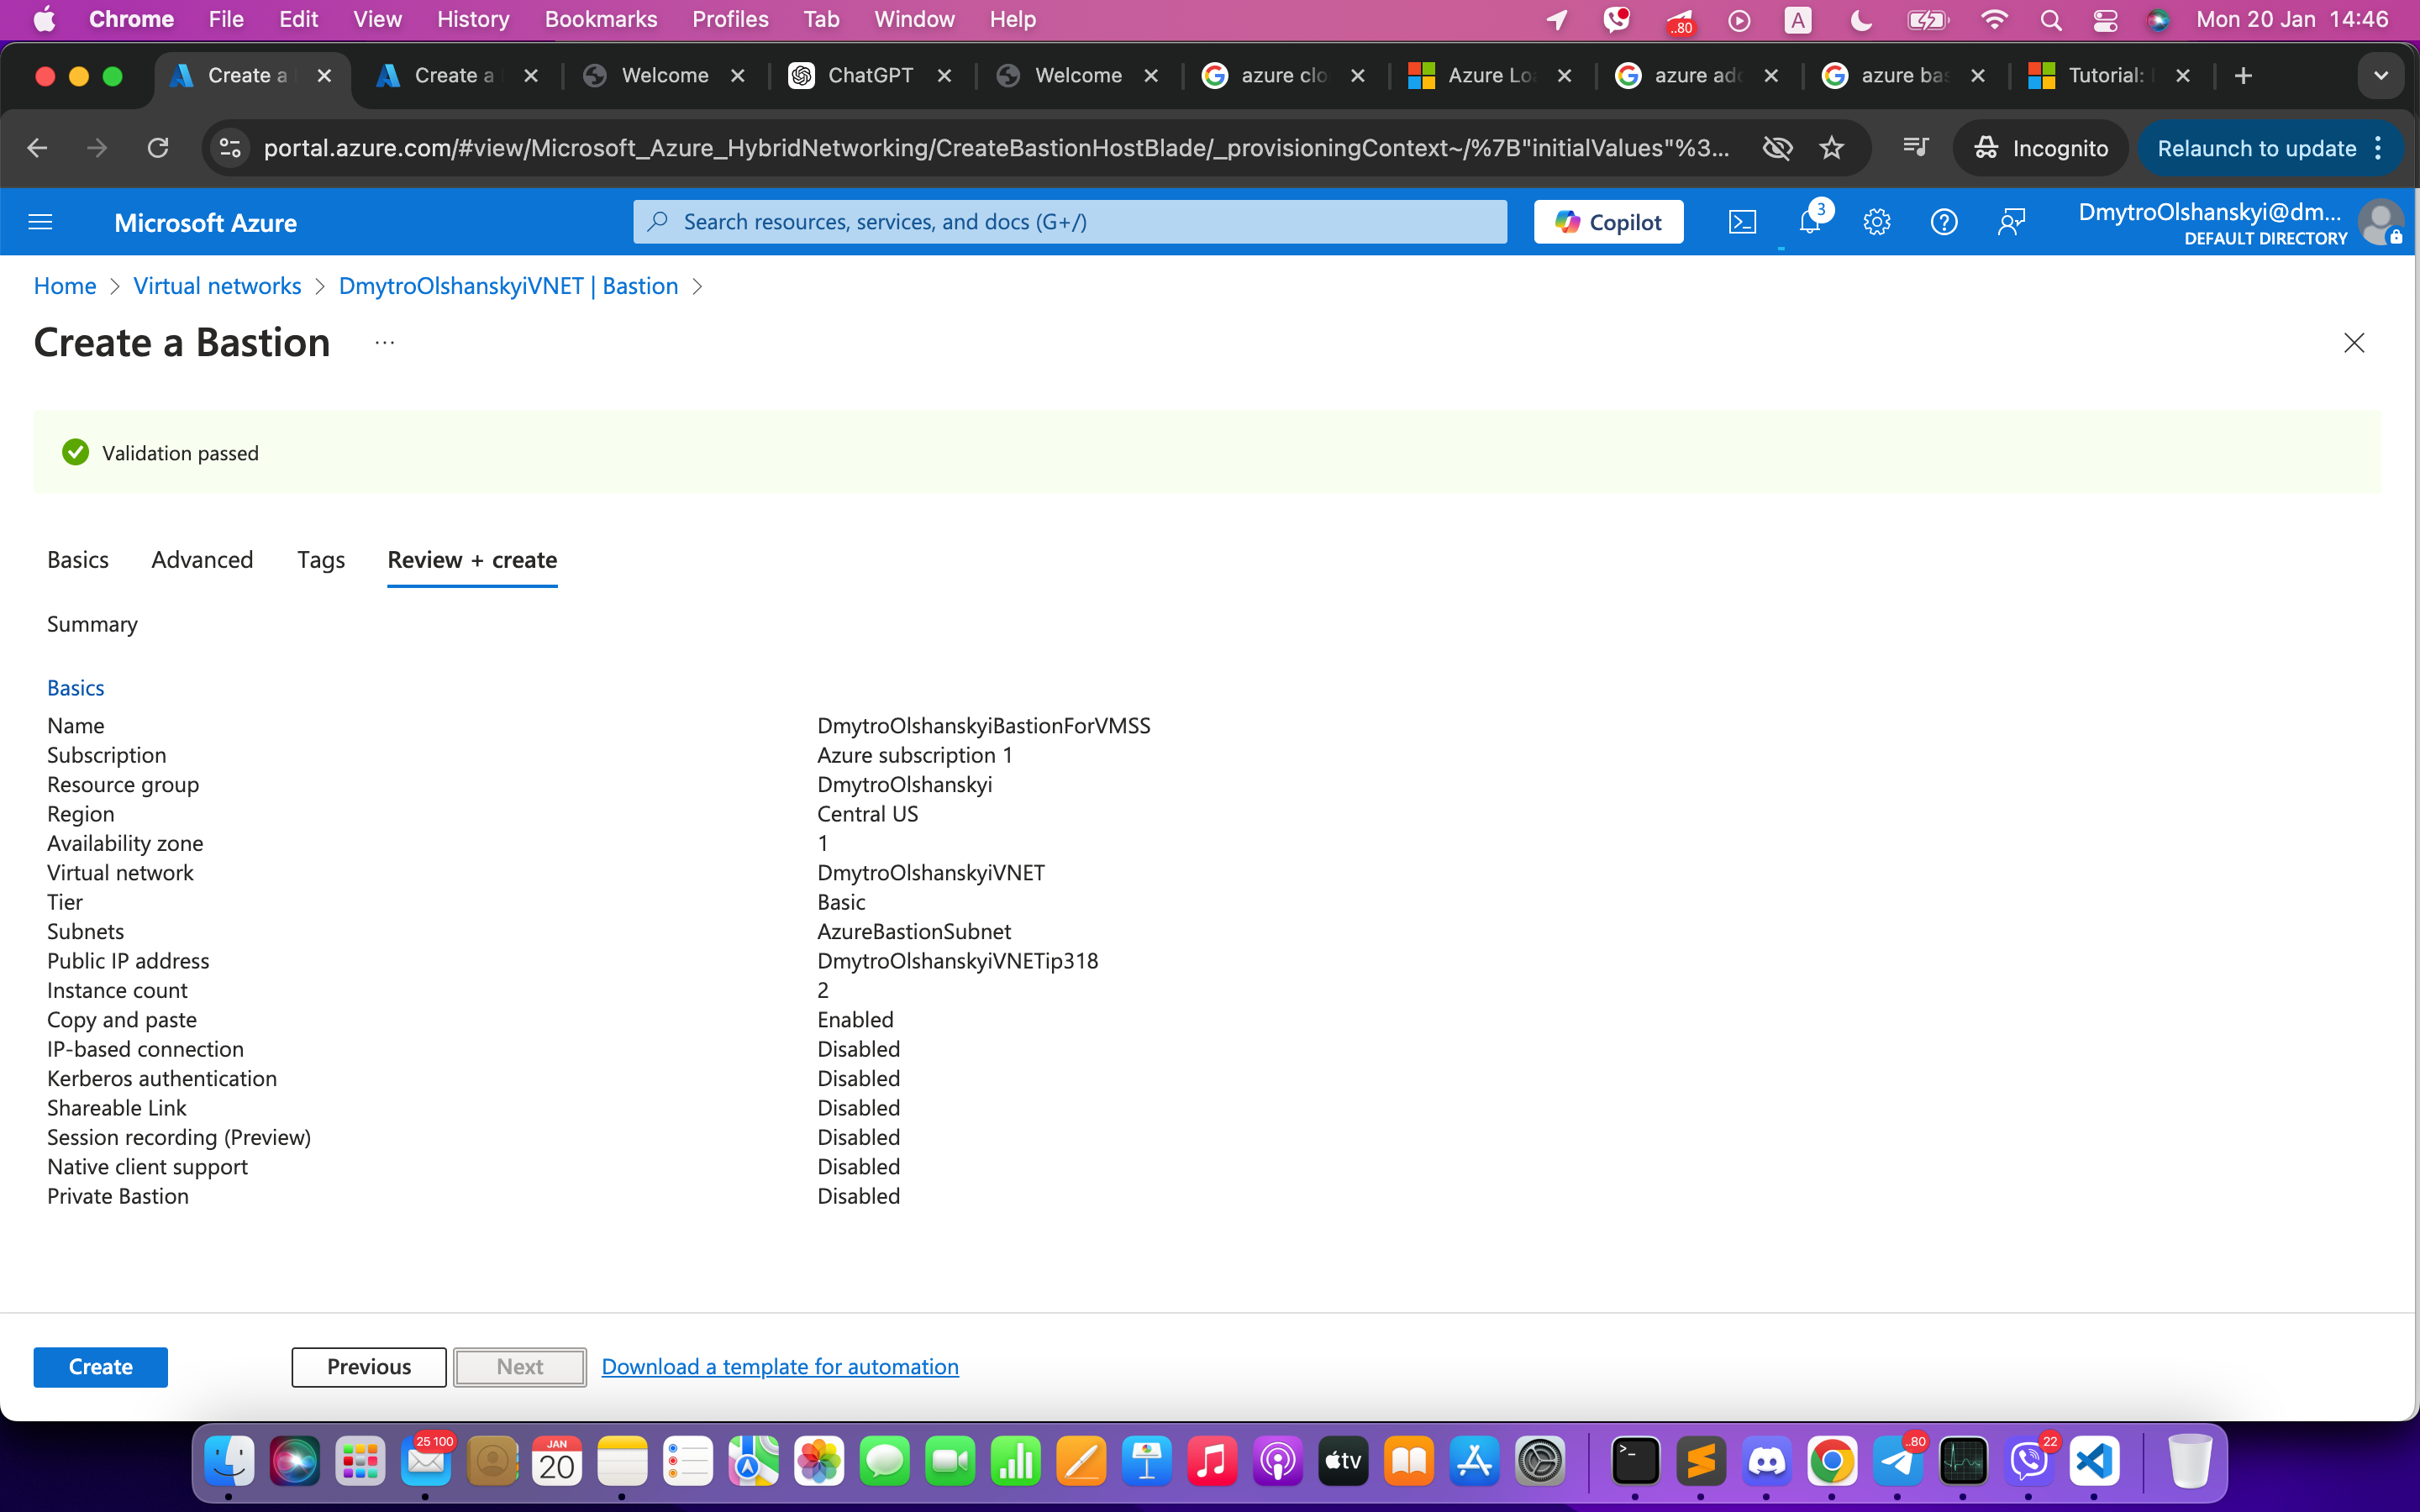 Chrome File Edit View History Bookmarks Profiles Tab Window Help ..80 A Mon 20 Jan 14:46
Create a Create a Welcome ChatGPT Welcome azure clo Azure Lo azure ad azure bas Tutorial:
portal.azure.com/#view/Microsoft_Azure_HybridNetworking/CreateBastionHostBlade/_provisioningContext~/%7B"initialValues"%3... Incognito Relaunch to update
Microsoft Azure Search resources, services, and docs (G+/) Copilot 3 DmytroOlshanskyi@dm...
DEFAULT DIRECTORY
Home > Virtual networks > DmytroOlshanskyiVNET | Bastion >
Create a Bastion ...
Validation passed
Basics Advanced Tags Review + create
Summary
Basics
Name DmytroOlshanskyiBastionForVMSS
Subscription Azure subscription 1
Resource group DmytroOlshanskyi
Region Central US
Availability zone 1
Virtual network DmytroOlshanskyiVNET
Tier Basic
Subnets AzureBastionSubnet
Public IP address DmytroOlshanskyiVNETip318
Instance count 2
Copy and paste Enabled
IP-based connection Disabled
Kerberos authentication Disabled
Shareable Link Disabled
Session recording (Preview) Disabled
Native client support Disabled
Private Bastion Disabled
Create Previous Next Download a template for automation
25 100 JAN 20 tv ..80 22